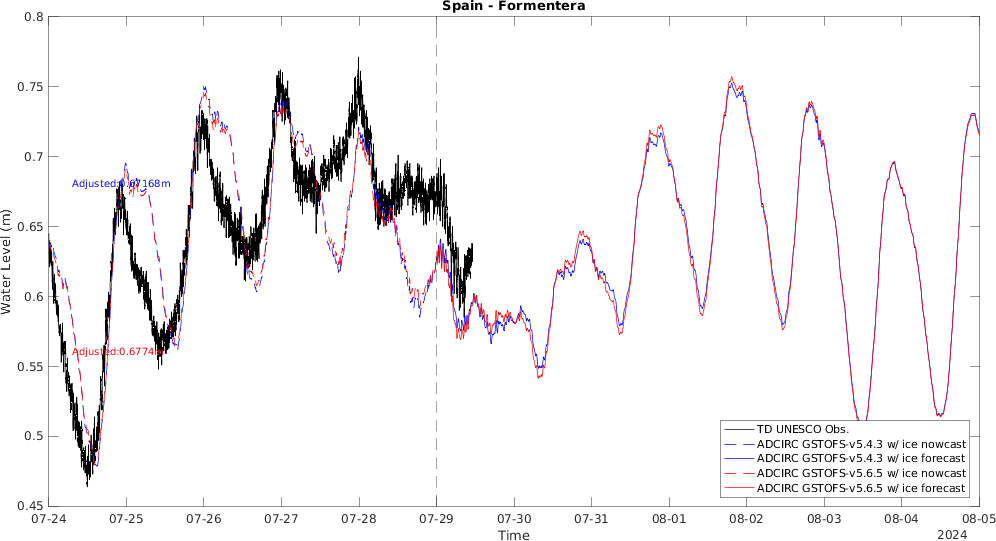 Spain - Formentera
0.8
0.75
0.7
0.65
0.6
0.55
0.5
0.45
Water Level (m)
Adjusted:0.67168m
Adjusted:0.6774
TD UNESCO Obs.
ADCIRC GSTOFS-v5.4.3 w/ ice nowcast
ADCIRC GSTOFS-v5.4.3 w/ ice forecast
ADCIRC GSTOFS-v5.6.5 w/ ice nowcast
ADCIRC GSTOFS-v5.6.5 w/ ice forecast
07-24 07-25 07-26 07-27 07-28 07-29 07-30 07-31 08-01 08-02 08-03 08-04 08-05
Time
2024